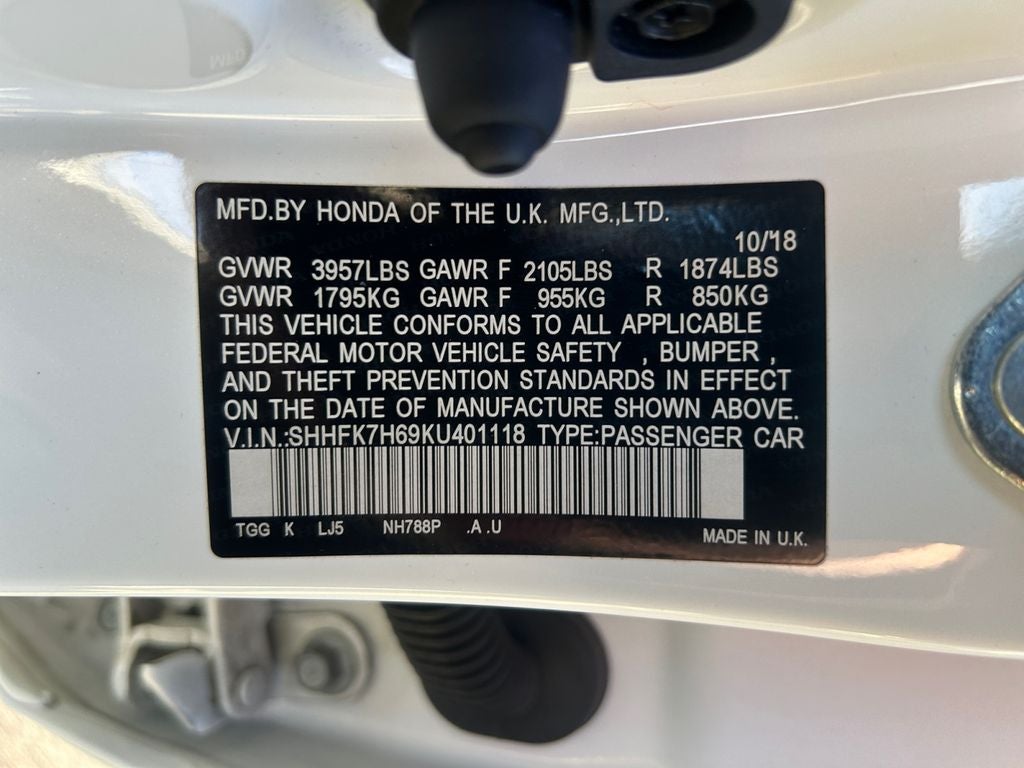 MFD.BY HONDA OF THE U.K. MFG.,LTD.
10/'18
GVWR 3957LBS GAWR F 2105LBS R 1874LBS
GVWR 1795KG GAWR F 955KG R 850KG
THIS VEHICLE CONFORMS TO ALL APPLICABLE
FEDERAL MOTOR VEHICLE SAFETY , BUMPER ,
AND THEFT PREVENTION STANDARDS IN EFFECT
ON THE DATE OF MANUFACTURE SHOWN ABOVE.
V.I.N.:SHHFK7H69KU401118 TYPE:PASSENGER CAR
TGG K LJ5 NH788P .A .U
MADE IN U.K.